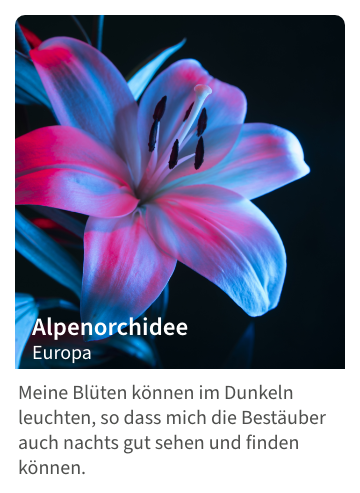 Alpenorchidee
Europa
Meine Blüten können im Dunkeln
leuchten, so dass mich die Bestäuber
auch nachts gut sehen und finden
können.